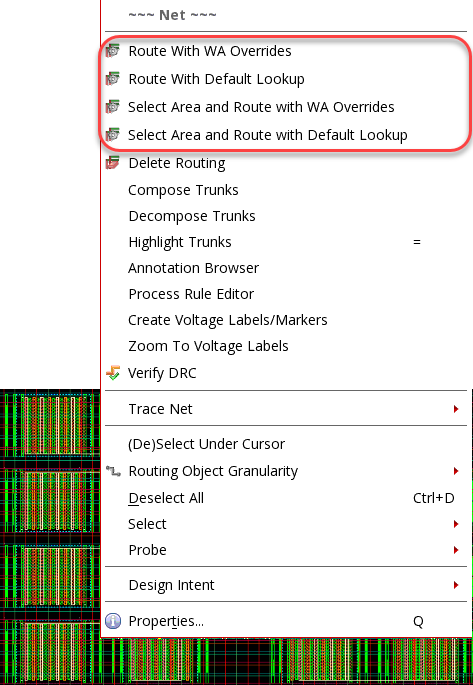 ~~~ Net ~~~
Route With WA Overrides
Route With Default Lookup
Select Area and Route with WA Overrides
Select Area and Route with Default Lookup
Delete Routing
Compose Trunks
Decompose Trunks
Highlight Trunks =
Annotation Browser
Process Rule Editor
Create Voltage Labels/Markers
Zoom To Voltage Labels
Verify DRC
Trace Net
(De)Select Under Cursor
Routing Object Granularity
Deselect All Ctrl+D
Select
Probe
Design Intent
Properties... Q